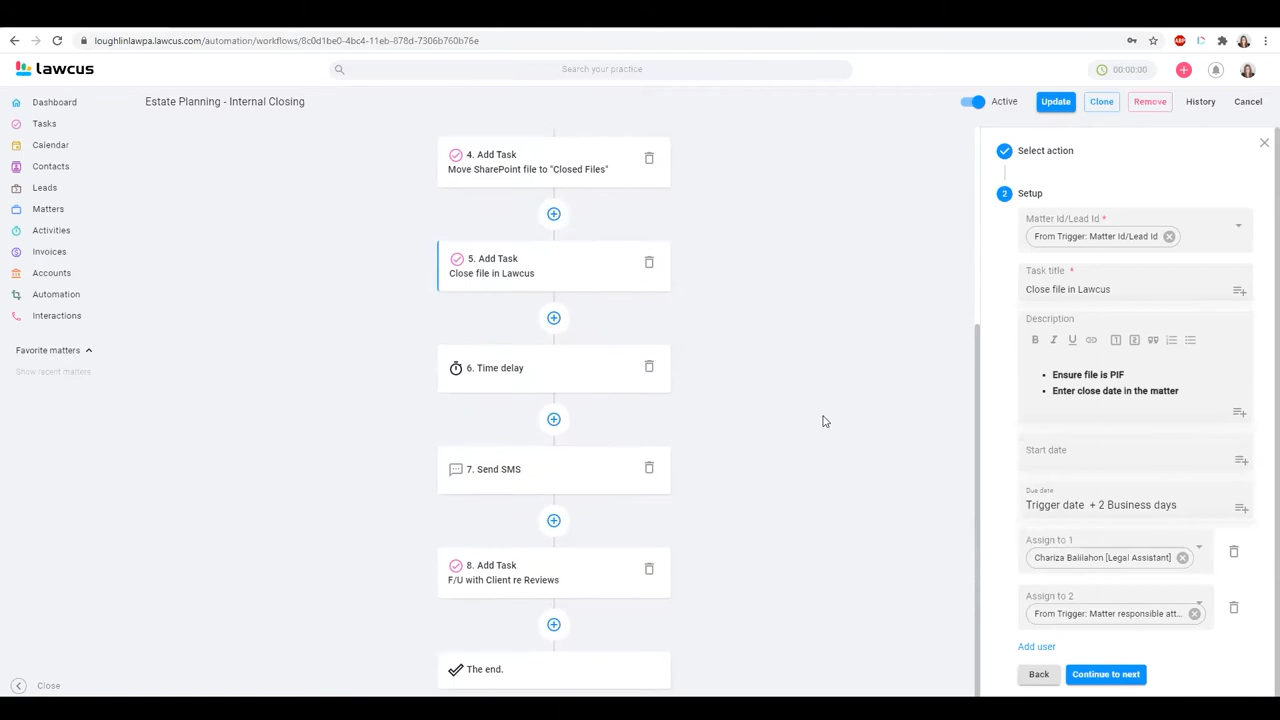 loughlinlawpa.lawcus.com/automation/workflows/8c0d1be0-4bc4-11eb-878d-7306b760b76e
ABP
lawcus
Search your practice
00:00:00
Dashboard
Tasks
Calendar
Contacts
Leads
Matters
Activities
Invoices
Accounts
Automation
Interactions
Favorite matters
Show recent matters
Close
Estate Planning - Internal Closing
Active
Update
Clone
Remove
History
Cancel
4. Add Task
Move SharePoint file to "Closed Files"
5. Add Task
Close file in Lawcus
6. Time delay
7. Send SMS
8. Add Task
F/U with Client re Reviews
The end.
Select action
2 Setup
Matter Id/Lead Id *
From Trigger: Matter Id/Lead Id
Task title *
Close file in Lawcus
Description
B I U 1 2
• Ensure file is PIF
• Enter close date in the matter
Start date
Due date
Trigger date + 2 Business days
Assign to 1
Chariza Balilahon [Legal Assistant]
Assign to 2
From Trigger: Matter responsible att...
Add user
Back
Continue to next